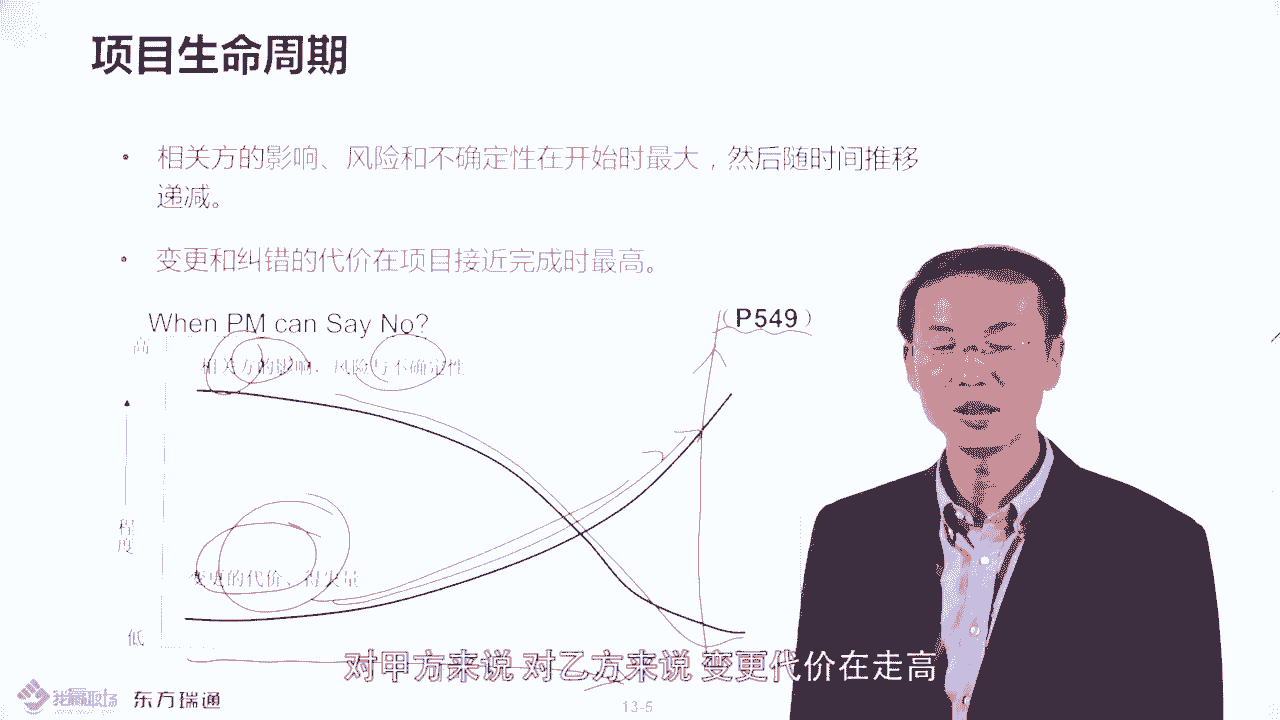 项目生命周期
• 相关方的影响、风险和不确定性在开始时最大，然后随时间推移
递减。
• 变更和纠错的代价在项目接近完成时最高。
When PM can Say No?
（P549）
高
相关方的影响、风险与不确定性
程度
变更的代价、得失量
低
对甲方来说 对乙方来说 变更代价在走高
我赢职场
东方瑞通
13-5